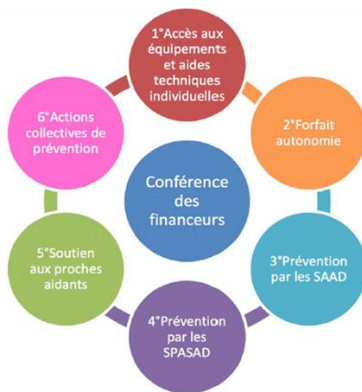 1°Accès aux
équipements
et aides
techniques
individuelles
2°Forfait
autonomie
3°Prévention
par les SAAD
4°Prévention
par les
SPASAD
5°Soutien
aux proches
aidants
6°Actions
collectives de
prévention
Conférence
des
financeurs